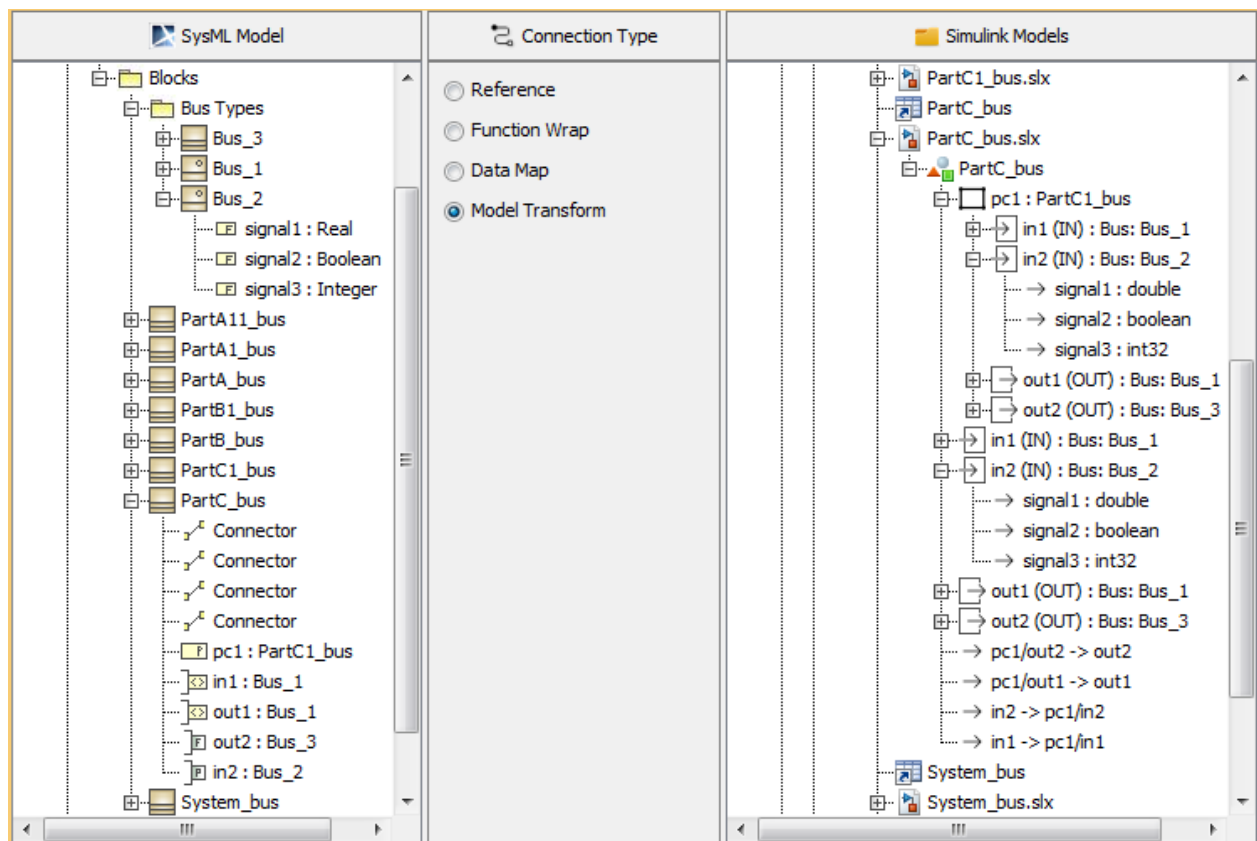 SysML Model
Blocks
Bus Types
Bus_3
Bus_1
Bus_2
F signal1 : Real
F signal2 : Boolean
F signal3 : Integer
PartA11_bus
PartA1_bus
PartA_bus
PartB1_bus
PartB_bus
PartC1_bus
PartC_bus
Connector
Connector
Connector
Connector
P pc1 : PartC1_bus
in1 : Bus_1
out1 : Bus_1
F out2 : Bus_3
P in2 : Bus_2
System_bus
Connection Type
Reference
Function Wrap
Data Map
Model Transform
Simulink Models
PartC1_bus.slx
PartC_bus
PartC_bus.slx
PartC_bus
pc1 : PartC1_bus
in1 (IN) : Bus: Bus_1
in2 (IN) : Bus: Bus_2
signal1 : double
signal2 : boolean
signal3 : int32
out1 (OUT) : Bus: Bus_1
out2 (OUT) : Bus: Bus_3
in1 (IN) : Bus: Bus_1
in2 (IN) : Bus: Bus_2
signal1 : double
signal2 : boolean
signal3 : int32
out1 (OUT) : Bus: Bus_1
out2 (OUT) : Bus: Bus_3
pc1/out2 -> out2
pc1/out1 -> out1
in2 -> pc1/in2
in1 -> pc1/in1
System_bus
System_bus.slx